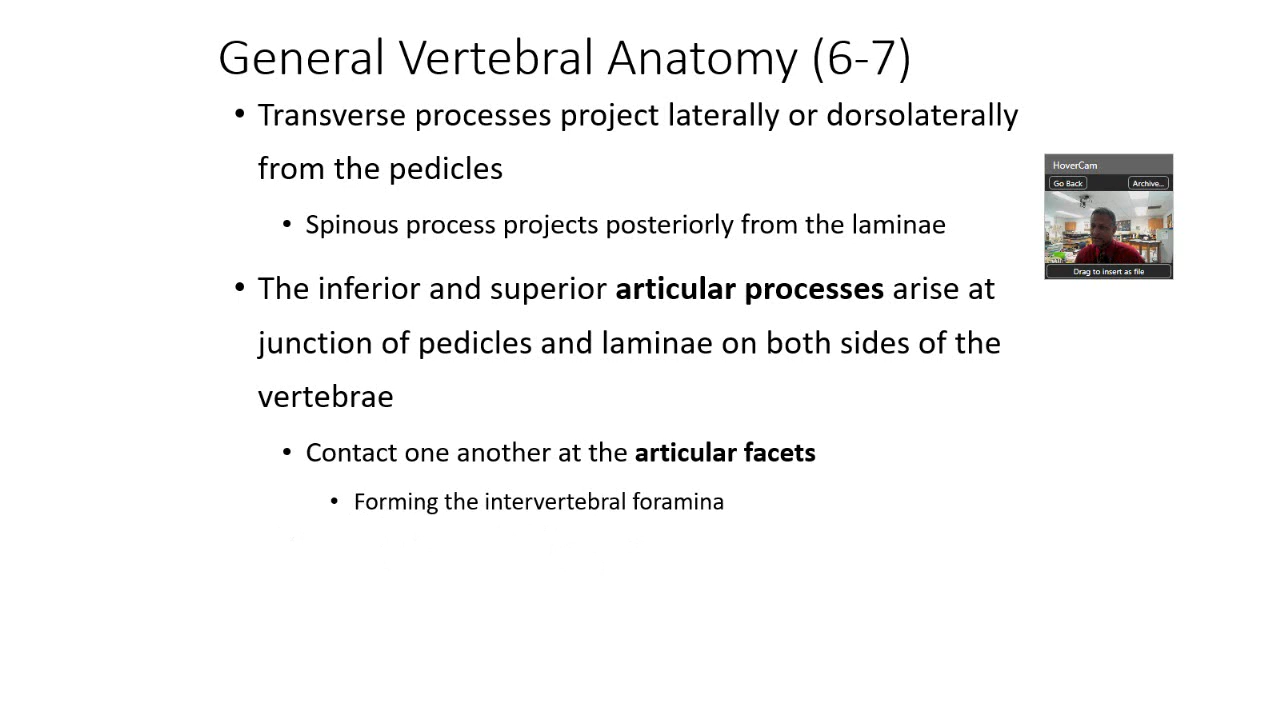 General Vertebral Anatomy (6-7)
• Transverse processes project laterally or dorsolaterally
from the pedicles
• Spinous process projects posteriorly from the laminae
• The inferior and superior articular processes arise at
junction of pedicles and laminae on both sides of the
vertebrae
• Contact one another at the articular facets
• Forming the intervertebral foramina
HoverCam
Go Back
Archive...
Drag to insert as file